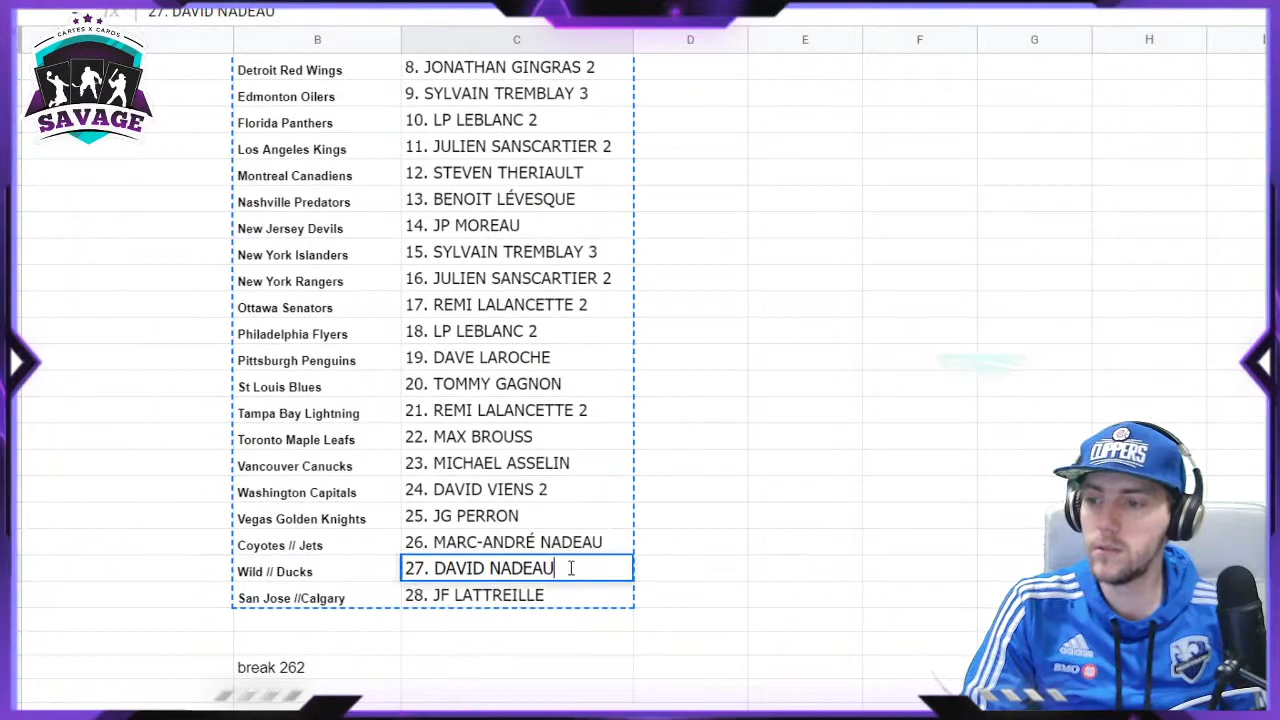 27. DAVID NADEAU
CARTES X CARDS
SAVAGE
B C D E F G H
Detroit Red Wings 8. JONATHAN GINGRAS 2
Edmonton Oilers 9. SYLVAIN TREMBLAY 3
Florida Panthers 10. LP LEBLANC 2
Los Angeles Kings 11. JULIEN SANSCARTIER 2
Montreal Canadiens 12. STEVEN THERIAULT
Nashville Predators 13. BENOIT LÉVESQUE
New Jersey Devils 14. JP MOREAU
New York Islanders 15. SYLVAIN TREMBLAY 3
New York Rangers 16. JULIEN SANSCARTIER 2
Ottawa Senators 17. REMI LALANCETTE 2
Philadelphia Flyers 18. LP LEBLANC 2
Pittsburgh Penguins 19. DAVE LAROCHE
St Louis Blues 20. TOMMY GAGNON
Tampa Bay Lightning 21. REMI LALANCETTE 2
Toronto Maple Leafs 22. MAX BROUSS
Vancouver Canucks 23. MICHAEL ASSELIN
Washington Capitals 24. DAVID VIENS 2
Vegas Golden Knights 25. JG PERRON
Coyotes // Jets 26. MARC-ANDRÉ NADEAU
Wild // Ducks 27. DAVID NADEAU
San Jose //Calgary 28. JF LATTREILLE
break 262
CLIPPERS
adidas
BMO